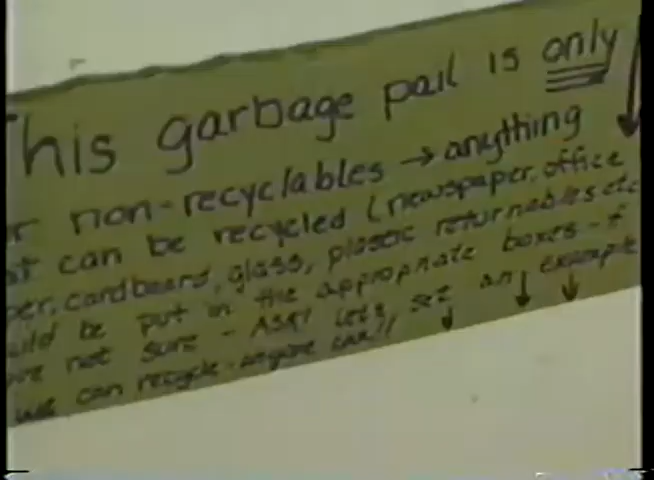 This garbage pail is only
non-recyclables → anything
can be recycled (newspaper, office
cardboard, glass, plastic returnables etc
be put in the appropriate boxes - if
not sure - ASK! Let's set an example
we can recycle - anyone can!!